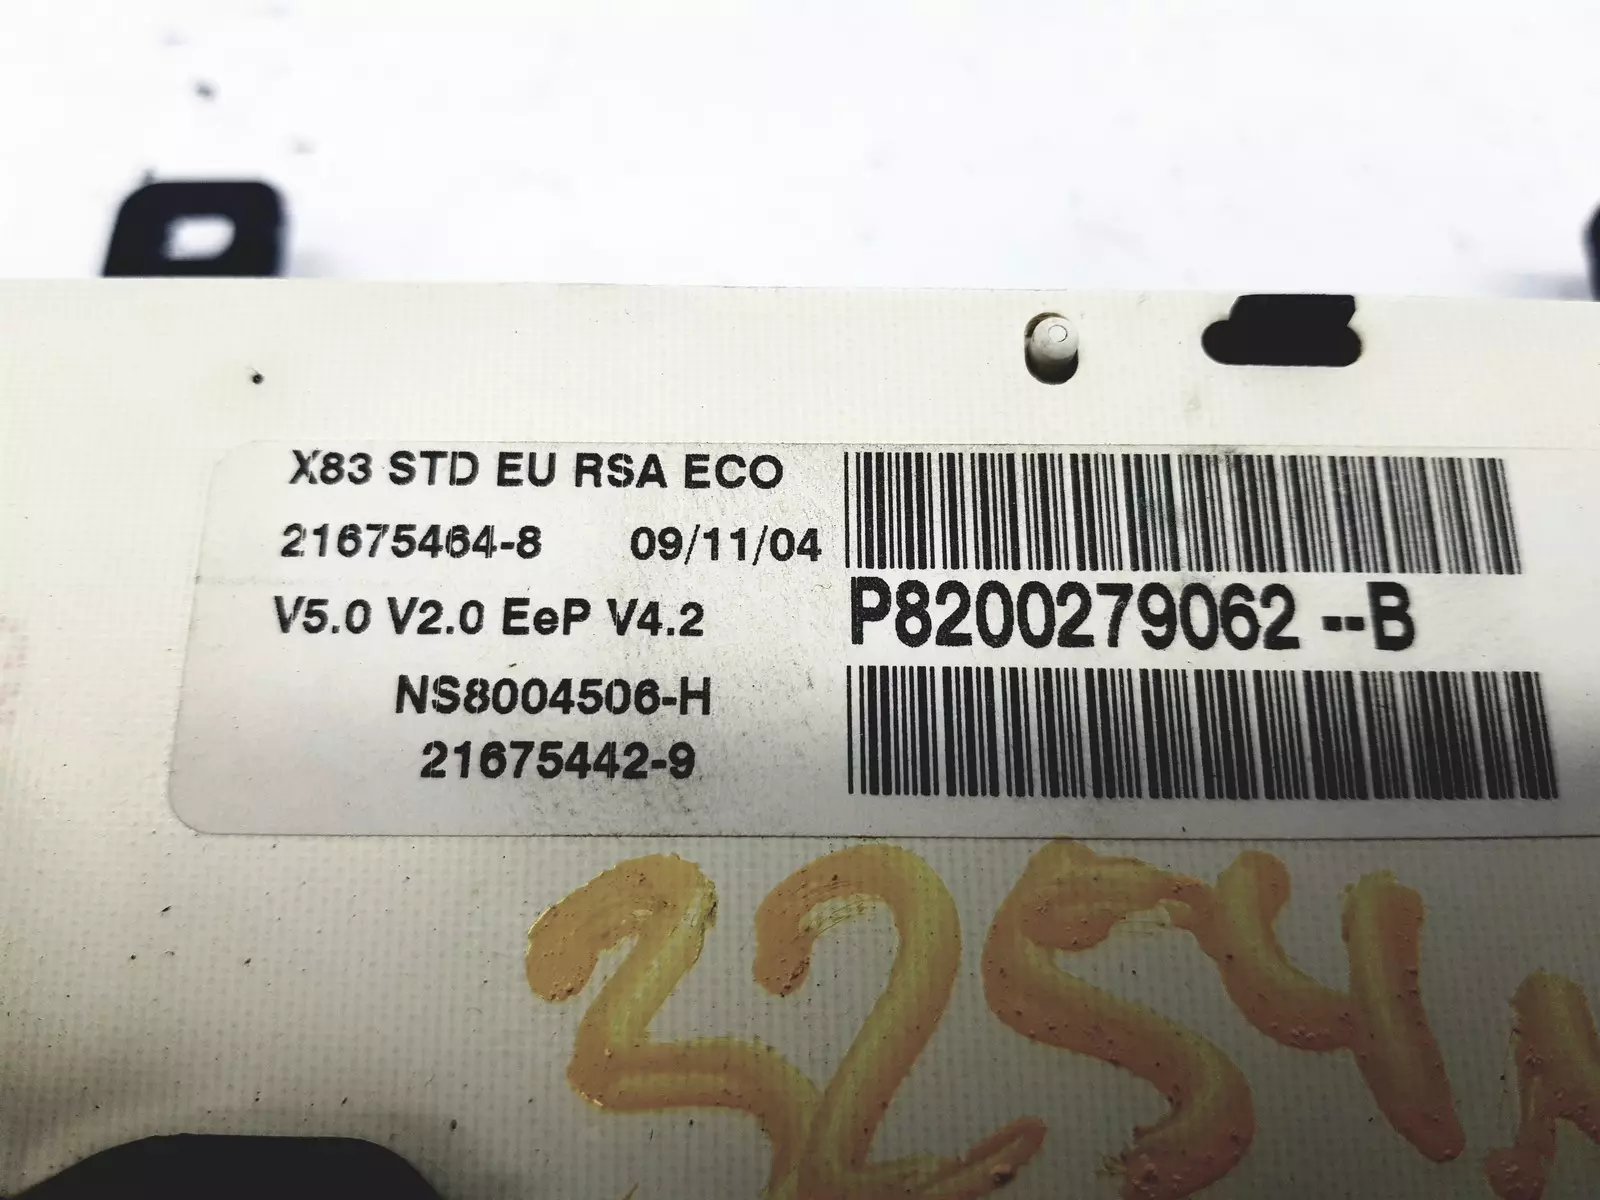 X83 STD EU RSA ECO
21675464-8 09/11/04
V5.0 V2.0 EeP V4.2
P8200279062--B
NS8004506-H
21675442-9
3254